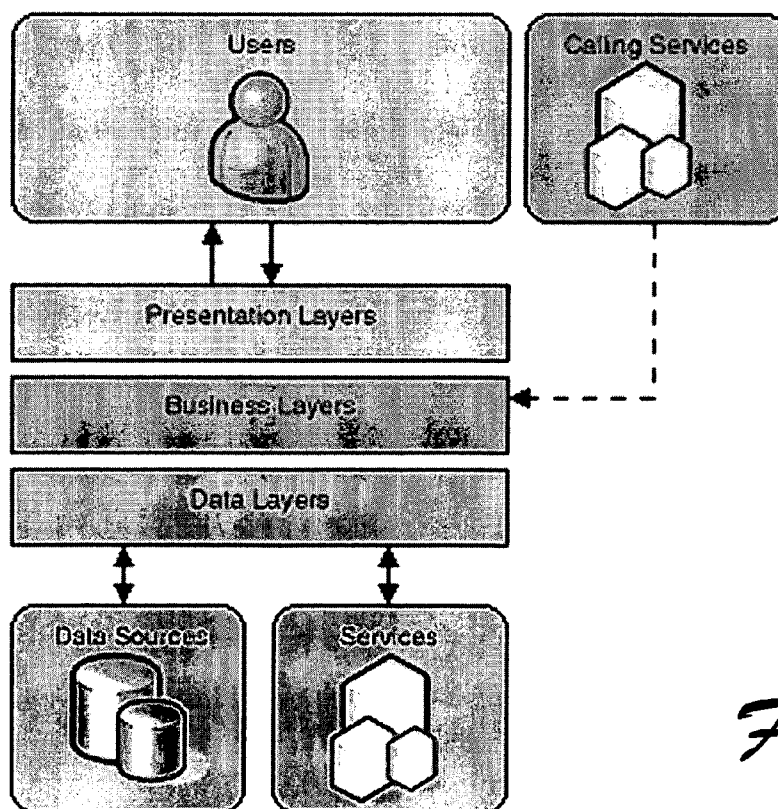 Users
Calling Services
Presentation Layers
Business Layers
Data Layers
Data Sources
Services